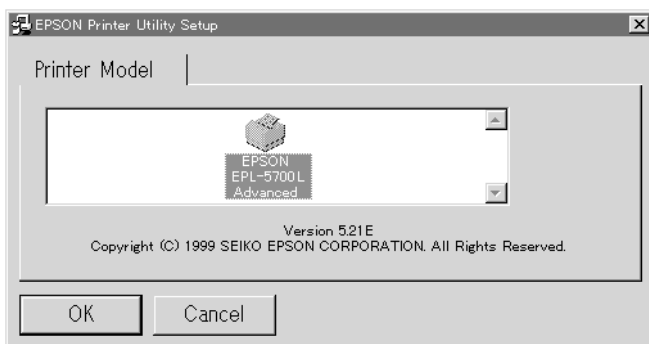 EPSON Printer Utility Setup
Printer Model
EPSON
EPL-5700L
Advanced
Version 5.21E
Copyright (C) 1999 SEIKO EPSON CORPORATION. All Rights Reserved.
OK
Cancel